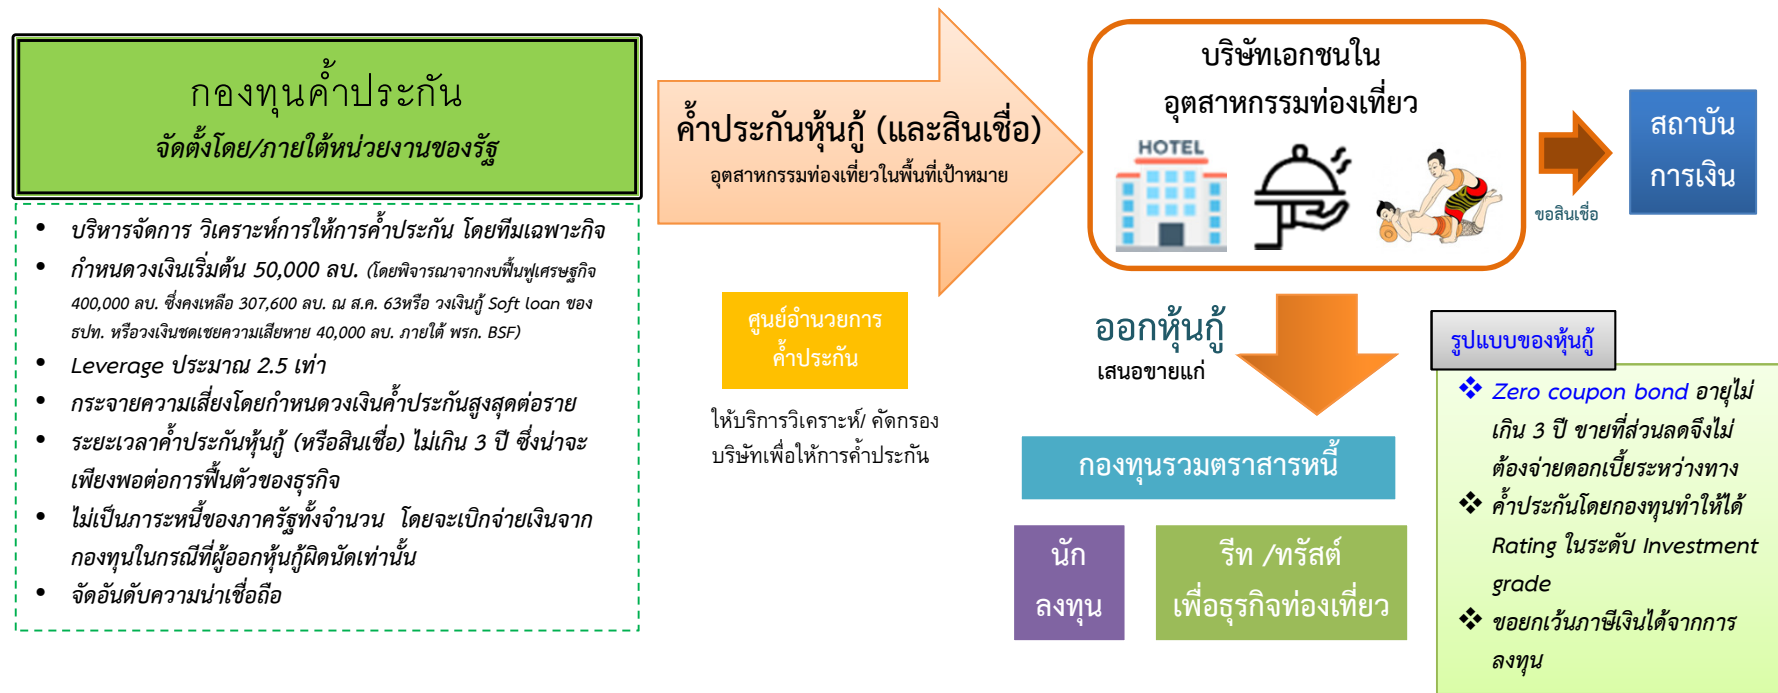 กองทุนค้ำประกัน
จัดตั้งโดย/ภายใต้หน่วยงานของรัฐ
• บริหารจัดการ วิเคราะห์การให้การค้ำประกัน โดยทีมเฉพาะกิจ
• กำหนดวงเงินเริ่มต้น 50,000 ลบ. (โดยพิจารณาจากงบฟื้นฟูเศรษฐกิจ
400,000 ลบ. ซึ่งคงเหลือ 307,600 ลบ. ณ ส.ค. 63หรือ วงเงินกู้ Soft loan ของ
ธปท. หรือวงเงินชดเชยความเสียหาย 40,000 ลบ. ภายใต้ พรก. BSF)
• Leverage ประมาณ 2.5 เท่า
• กระจายความเสี่ยงโดยกำหนดวงเงินค้ำประกันสูงสุดต่อราย
• ระยะเวลาค้ำประกันหุ้นกู้ (หรือสินเชื่อ) ไม่เกิน 3 ปี ซึ่งน่าจะ
เพียงพอต่อการฟื้นตัวของธุรกิจ
• ไม่เป็นภาระหนี้ของภาครัฐทั้งจำนวน โดยจะเบิกจ่ายเงินจาก
กองทุนในกรณีที่ผู้ออกหุ้นกู้ผิดนัดเท่านั้น
• จัดอันดับความน่าเชื่อถือ
ค้ำประกันหุ้นกู้ (และสินเชื่อ)
อุตสาหกรรมท่องเที่ยวในพื้นที่เป้าหมาย
ศูนย์อำนวยการ
ค้ำประกัน
ให้บริการวิเคราะห์/ คัดกรอง
บริษัทเพื่อให้การค้ำประกัน
บริษัทเอกชนใน
อุตสาหกรรมท่องเที่ยว
HOTEL
ขอสินเชื่อ
สถาบัน
การเงิน
ออกหุ้นกู้
เสนอขายแก่
กองทุนรวมตราสารหนี้
นัก
ลงทุน
รีท /ทรัสต์
เพื่อธุรกิจท่องเที่ยว
รูปแบบของหุ้นกู้
❖ Zero coupon bond อายุไม่
เกิน 3 ปี ขายที่ส่วนลดจึงไม่
ต้องจ่ายดอกเบี้ยระหว่างทาง
❖ ค้ำประกันโดยกองทุนทำให้ได้
Rating ในระดับ Investment
grade
❖ ขอยกเว้นภาษีเงินได้จากการ
ลงทุน